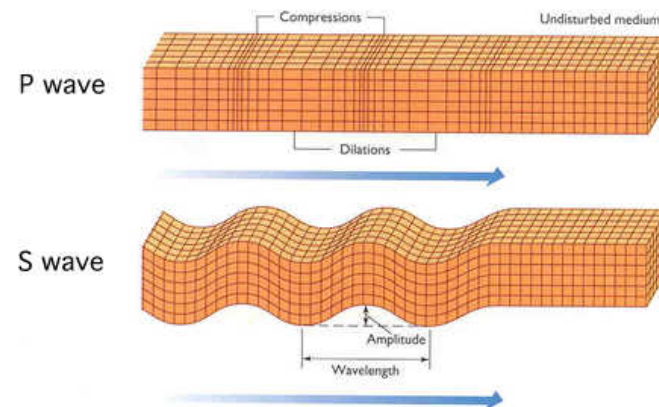 Compressions
Undisturbed medium
P wave
Dilations
S wave
Amplitude
Wavelength